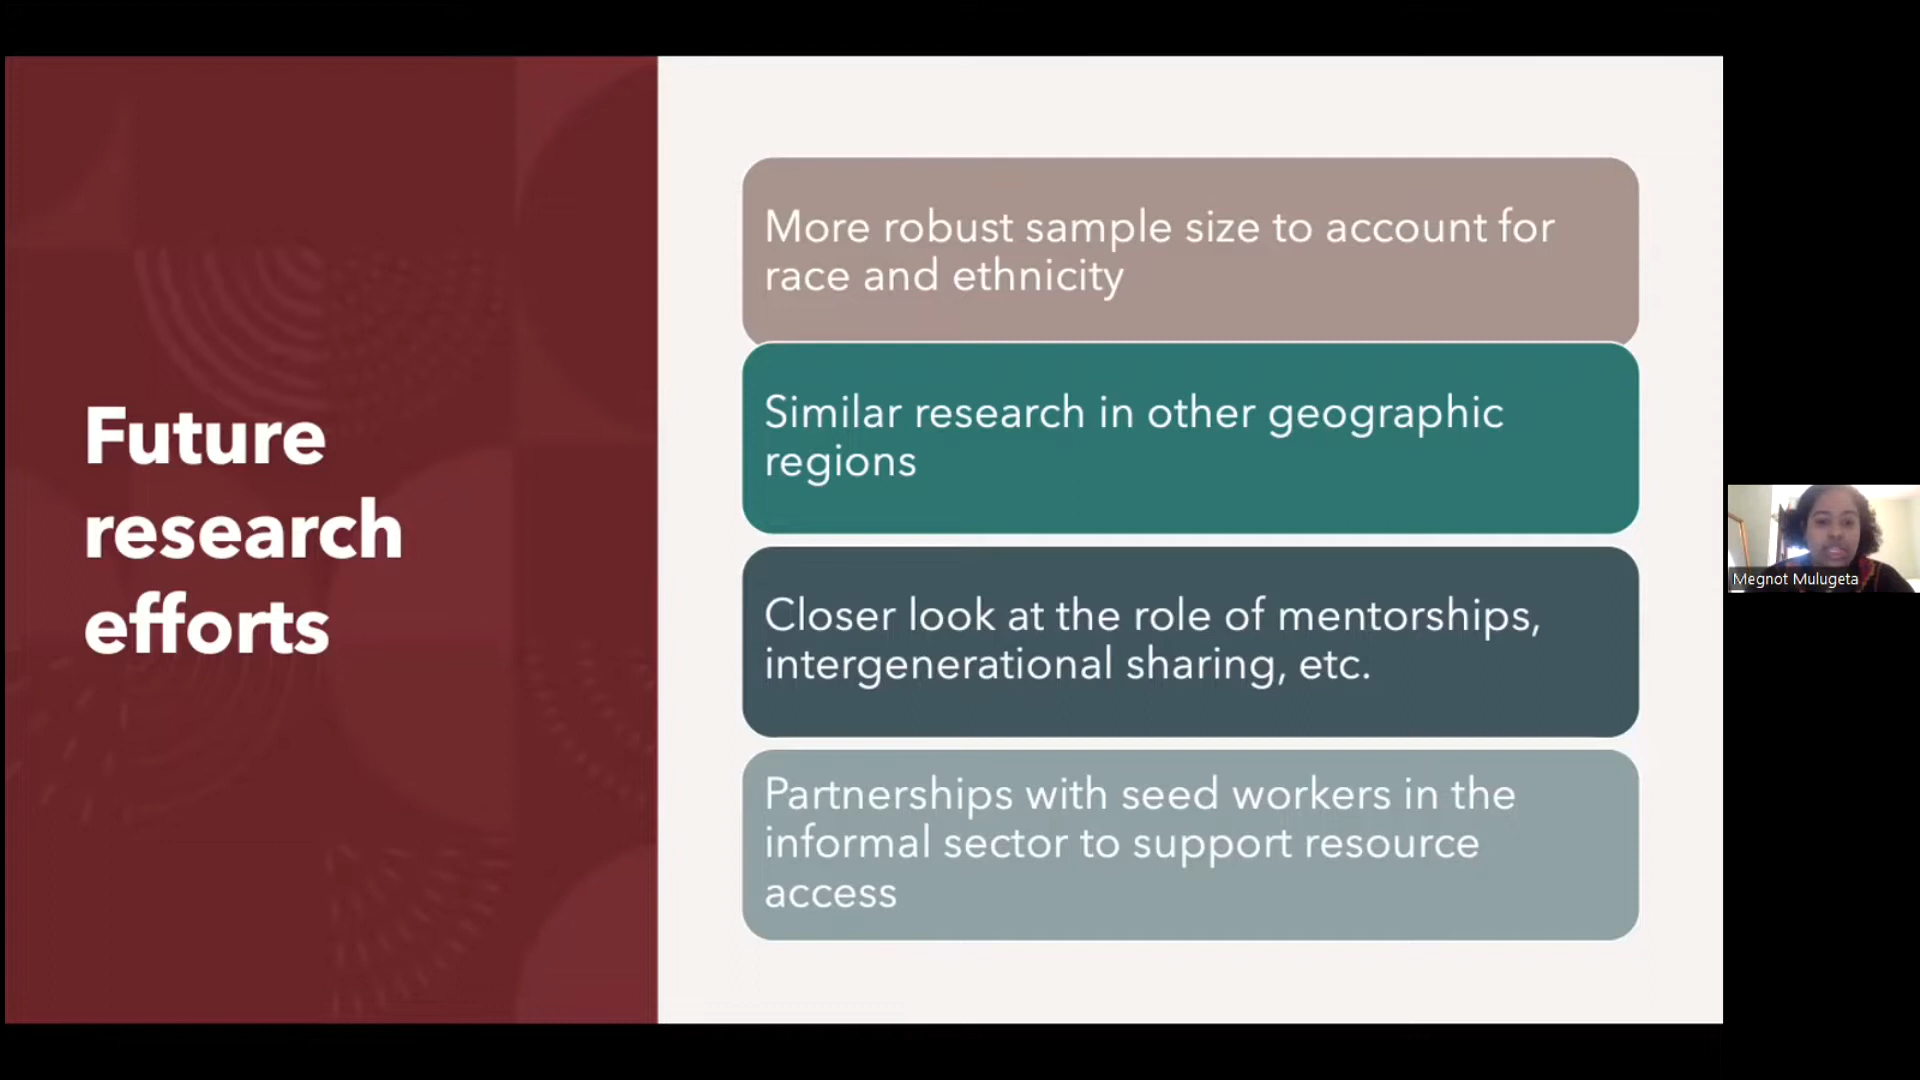 Future
research
efforts
More robust sample size to account for
race and ethnicity
Similar research in other geographic
regions
Closer look at the role of mentorships,
intergenerational sharing, etc.
Partnerships with seed workers in the
informal sector to support resource
access
Megnot Mulugeta